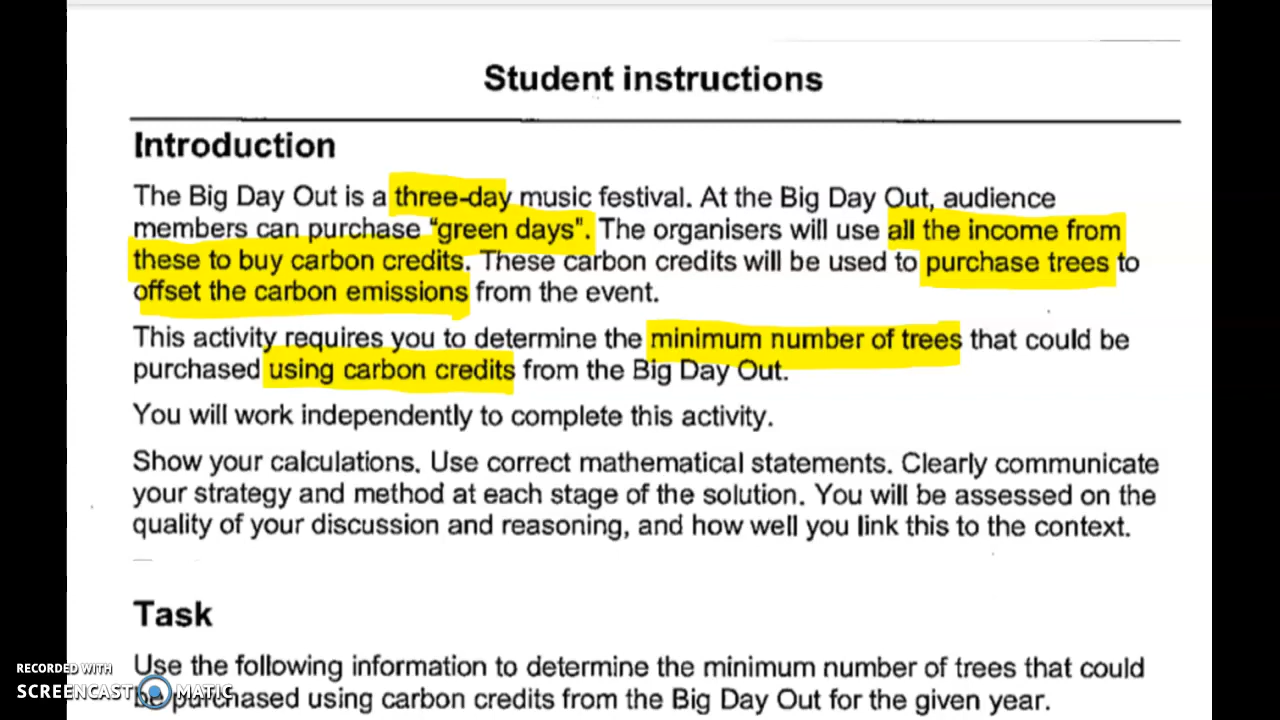 Student instructions
Introduction
The Big Day Out is a three-day music festival. At the Big Day Out, audience
members can purchase "green days". The organisers will use all the income from
these to buy carbon credits. These carbon credits will be used to purchase trees to
offset the carbon emissions from the event.
This activity requires you to determine the minimum number of trees that could be
purchased using carbon credits from the Big Day Out.
You will work independently to complete this activity.
Show your calculations. Use correct mathematical statements. Clearly communicate
your strategy and method at each stage of the solution. You will be assessed on the
quality of your discussion and reasoning, and how well you link this to the context.
Task
Use the following information to determine the minimum number of trees that could
be purchased using carbon credits from the Big Day Out for the given year.
RECORDED WITH
SCREENCAST MATIC